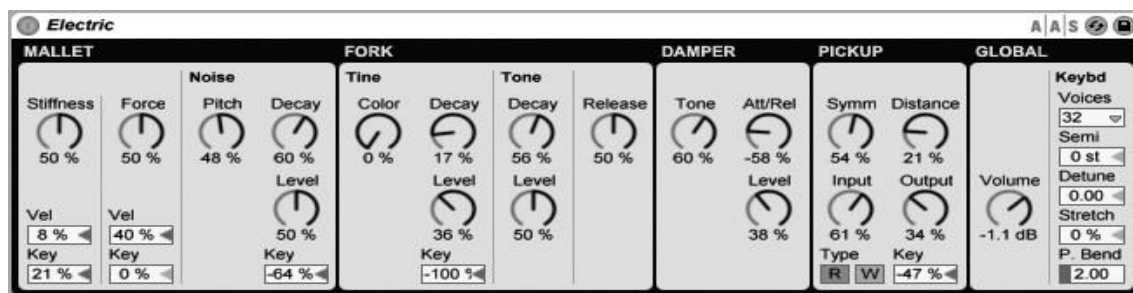 Electric A A S
MALLET FORK DAMPER PICKUP GLOBAL
Noise Tine Tone Keybd
Stiffness Force Pitch Decay Color Decay Decay Release Tone Att/Rel Symm Distance Voices
32
50 % 50 % 48 % 60 % 0 % 17 % 56 % 50 % 60 % -58 % 54 % 21 % Semi
0 st
Level Level Level Level Input Output Volume Detune
0.00
Vel Vel Stretch
8 % 40 % 50 % 36 % 50 % 38 % 61 % 34 % -1.1 dB 0 %
Key Key Key Key Type Key P. Bend
21 % 0 % -64 % -100 % R W -47 % 2.00